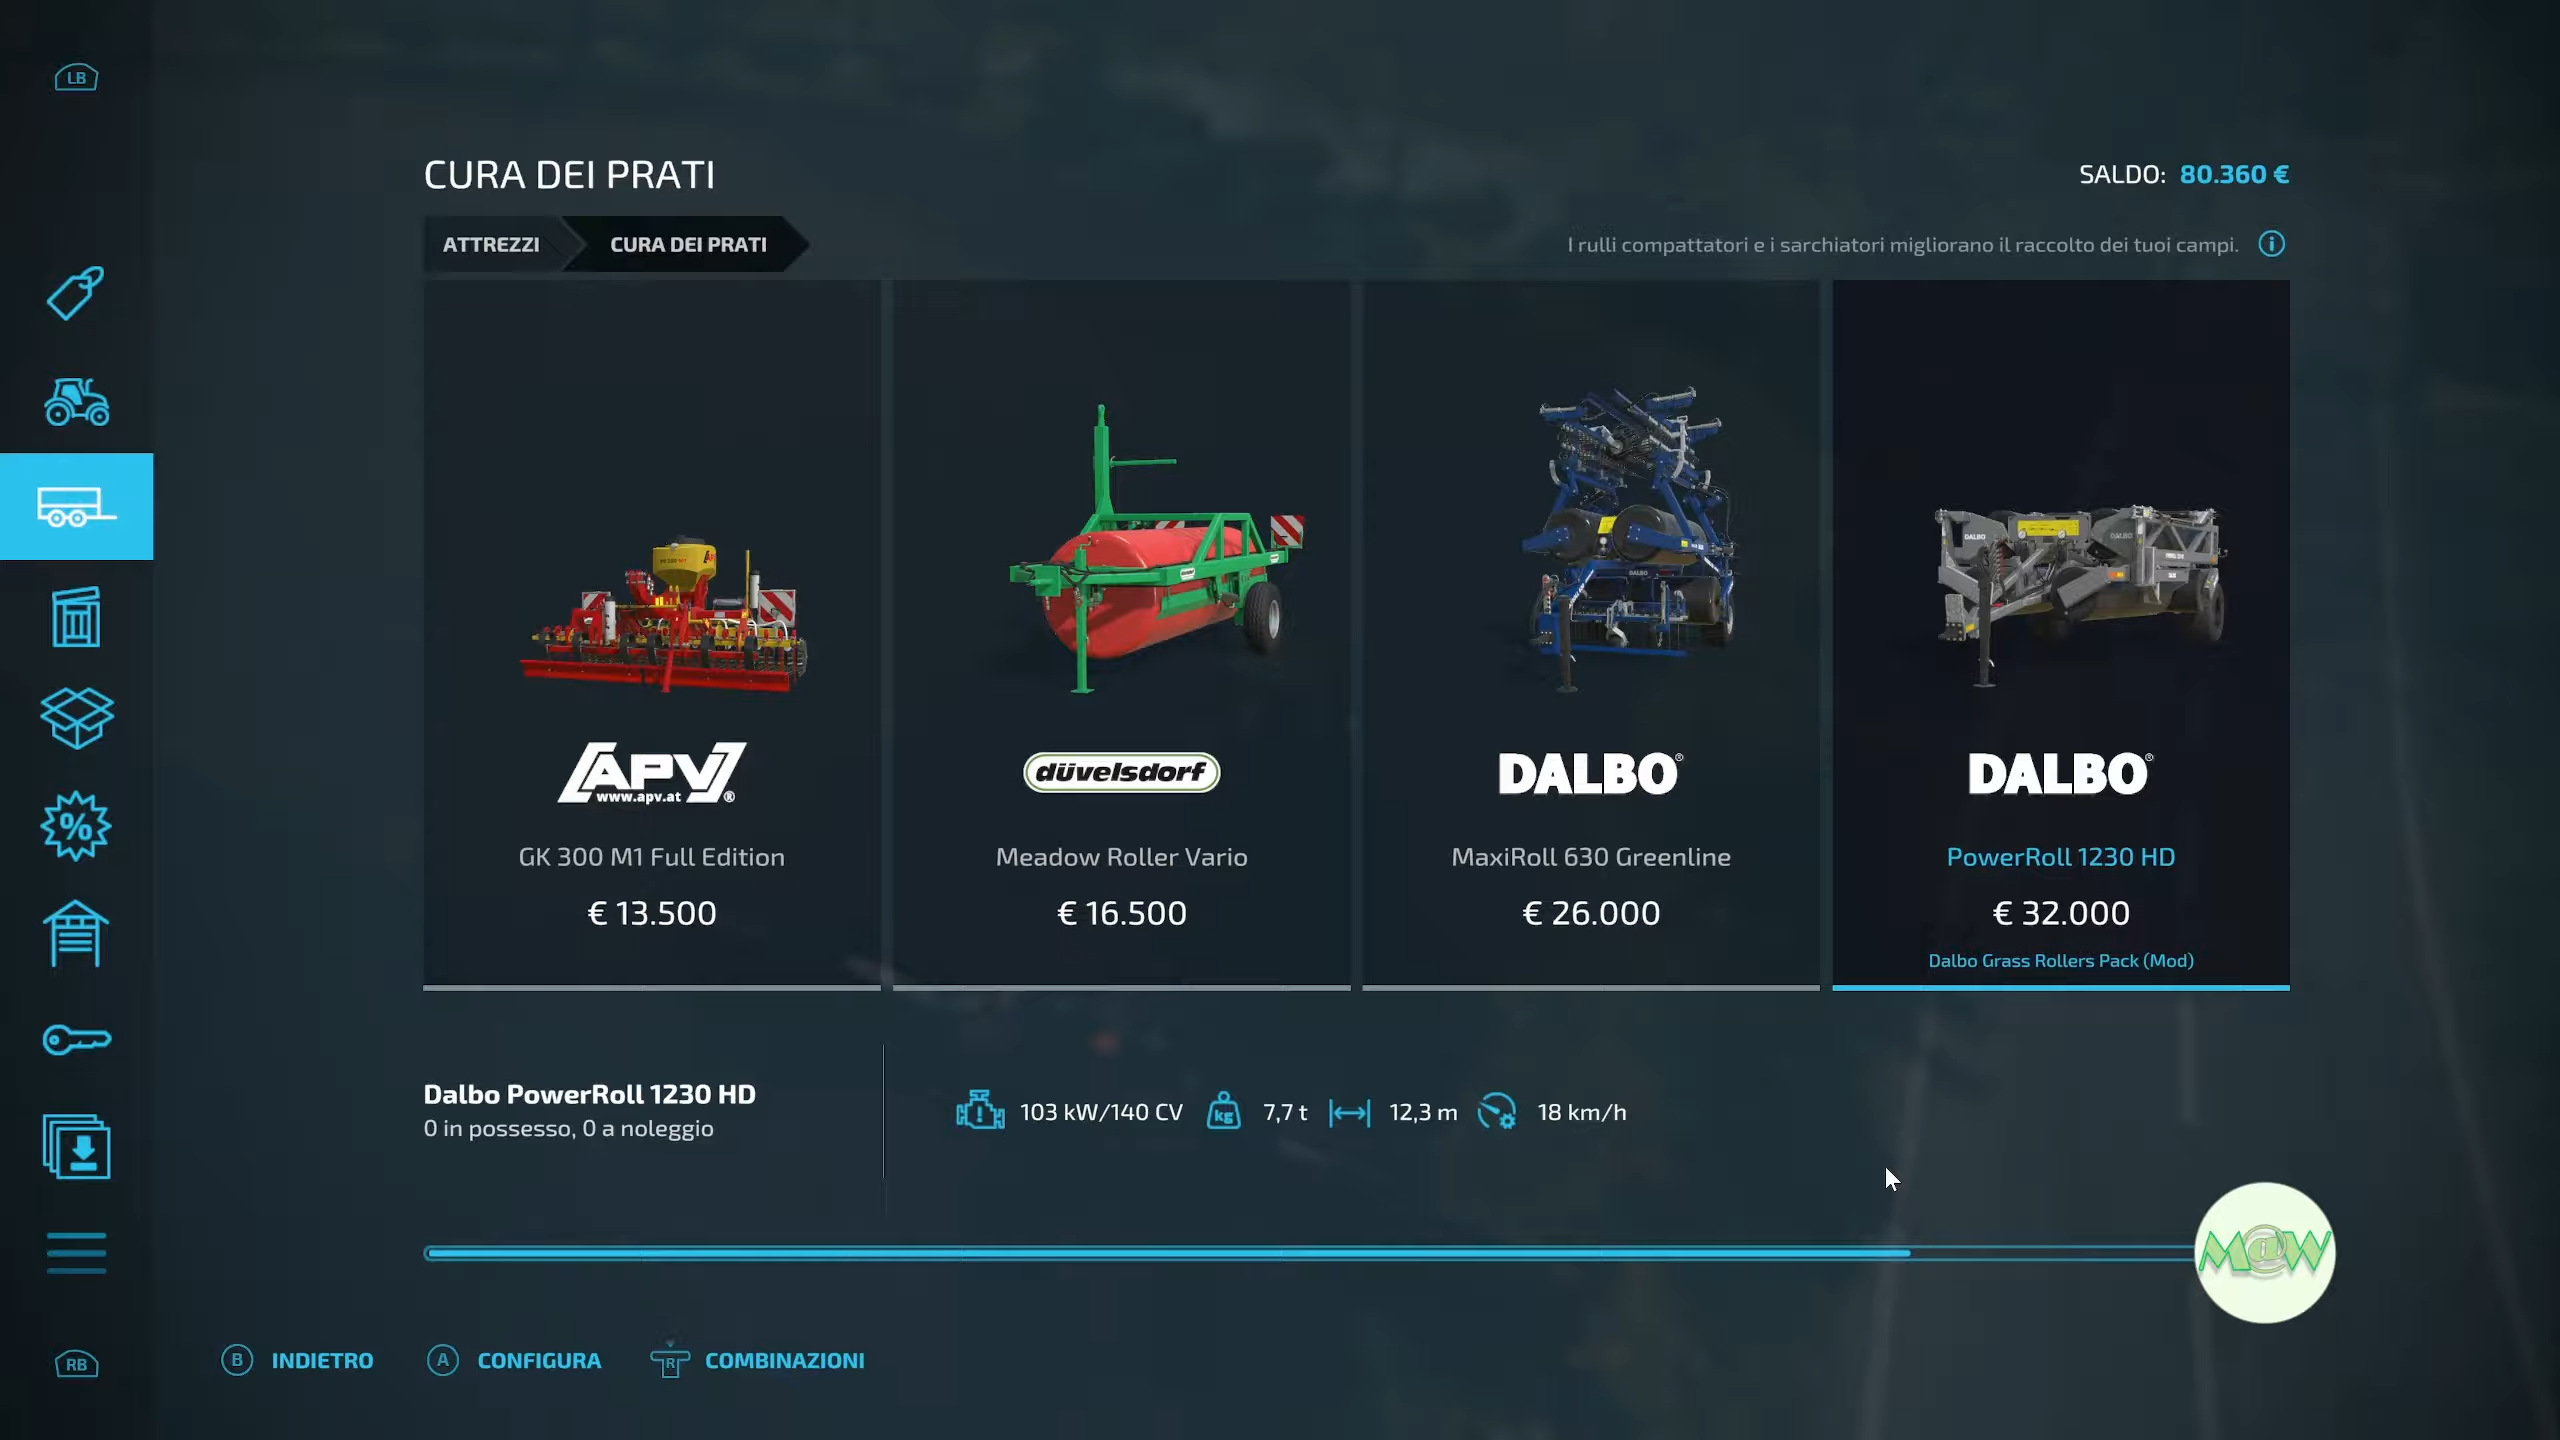 LB
CURA DEI PRATI
SALDO: 80.360 €
ATTREZZI
CURA DEI PRATI
I rulli compattatori e i sarchiatori migliorano il raccolto dei tuoi campi.
APV
www.apv.at
GK 300 M1 Full Edition
€ 13.500
düvelsdorf
Meadow Roller Vario
€ 16.500
DALBO
MaxiRoll 630 Greenline
€ 26.000
DALBO
PowerRoll 1230 HD
€ 32.000
Dalbo Grass Rollers Pack (Mod)
Dalbo PowerRoll 1230 HD
0 in possesso, 0 a noleggio
103 kW/140 CV
kg 7,7 t
12,3 m
18 km/h
M@W
RB
B INDIETRO
A CONFIGURA
R COMBINAZIONI